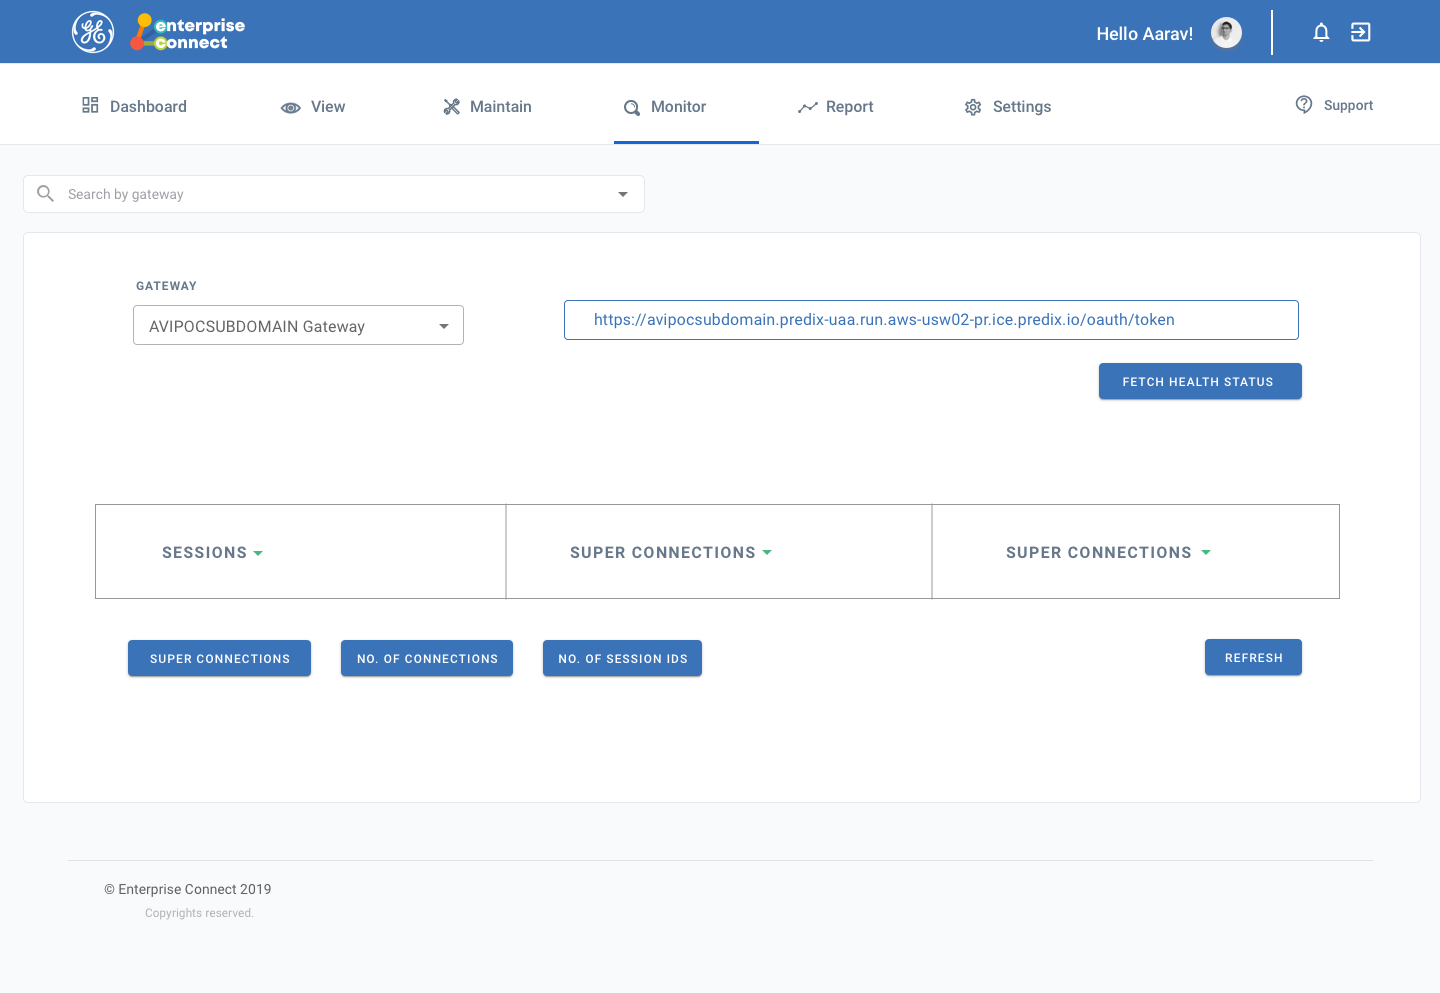 GE
enterprise
connect
Hello Aarav!
Dashboard
View
Maintain
Monitor
Report
Settings
Support
Search by gateway
GATEWAY
AVIPOCSUBDOMAIN Gateway
https://avipocsubdomain.predix-uaa.run.aws-usw02-pr.ice.predix.io/oauth/token
FETCH HEALTH STATUS
SESSIONS
SUPER CONNECTIONS
SUPER CONNECTIONS
SUPER CONNECTIONS
NO. OF CONNECTIONS
NO. OF SESSION IDS
REFRESH
© Enterprise Connect 2019
Copyrights reserved.